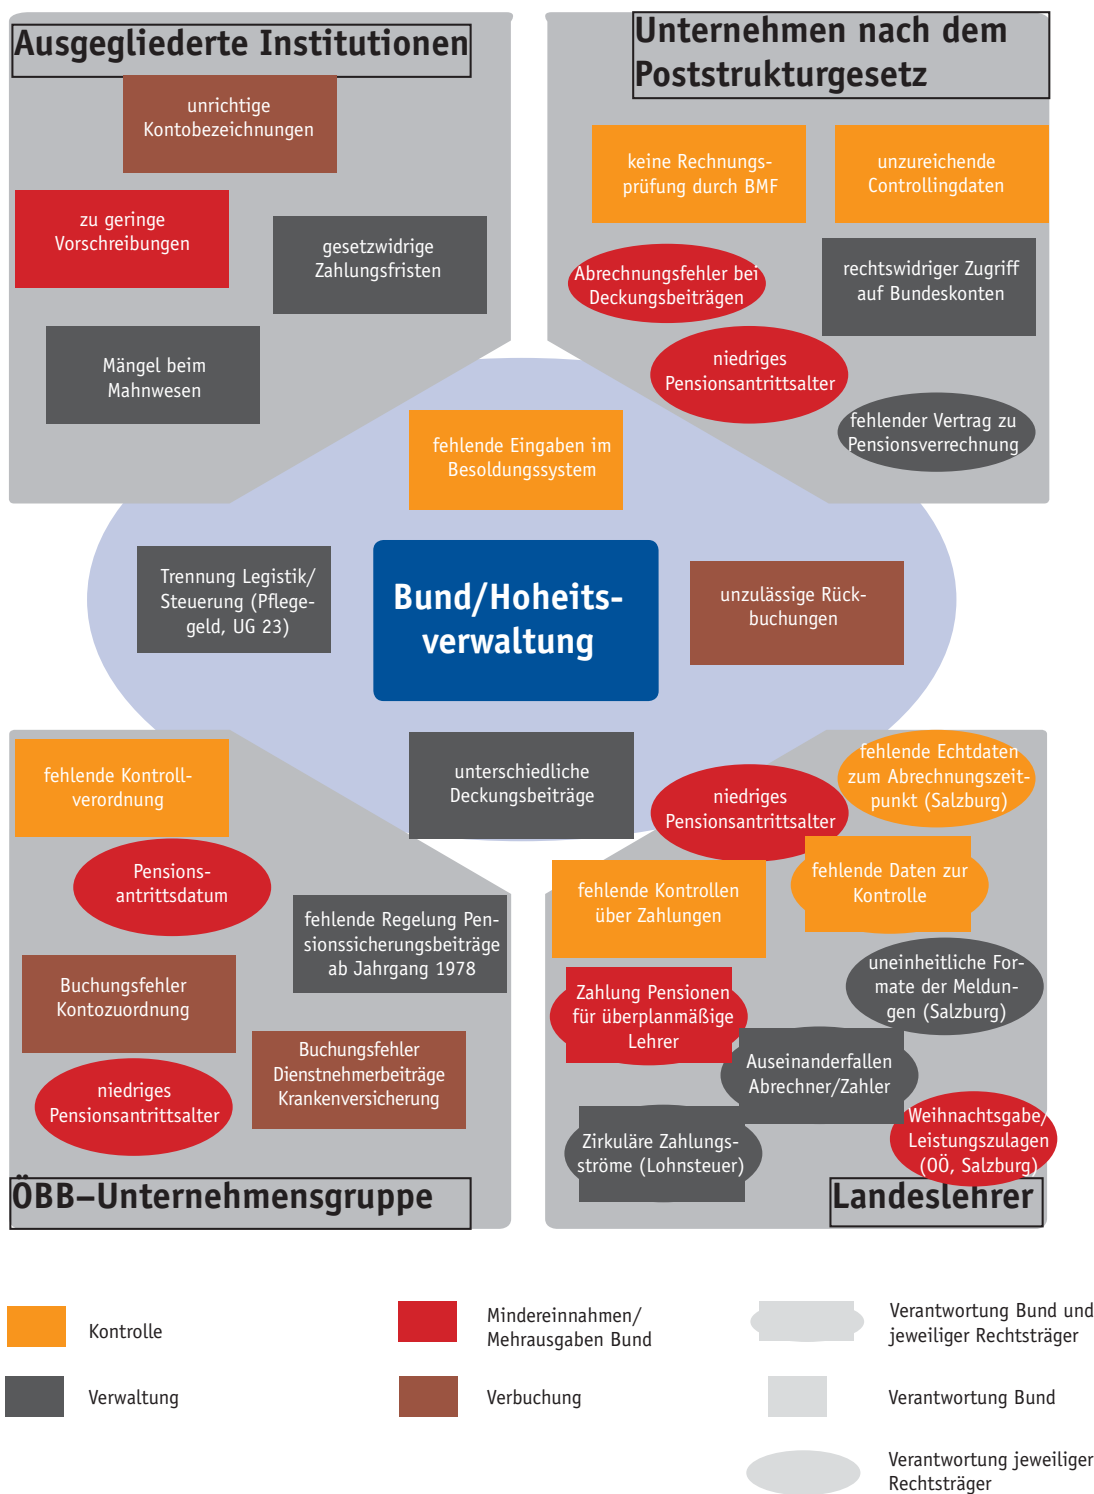 Ausgegliederte Institutionen
unrichtige
Kontobezeichnungen
zu geringe
Vorschreibungen
gesetzwidrige
Zahlungsfristen
Mängel beim
Mahnwesen
Unternehmen nach dem
Poststrukturgesetz
keine Rechnungs-
prüfung durch BMF
unzureichende
Controllingdaten
Abrechnungsfehler bei
Deckungsbeiträgen
rechtswidriger Zugriff
auf Bundeskonten
niedriges
Pensionsantrittsalter
fehlender Vertrag zu
Pensionsverrechnung
fehlende Eingaben im
Besoldungssystem
Trennung Legistik/
Steuerung (Pflege-
geld, UG 23)
Bund/Hoheits-
verwaltung
unzulässige Rück-
buchungen
unterschiedliche
Deckungsbeiträge
fehlende Kontroll-
verordnung
Pensions-
antrittsdatum
fehlende Regelung Pen-
sionssicherungsbeiträge
ab Jahrgang 1978
Buchungsfehler
Kontozuordnung
Buchungsfehler
Dienstnehmerbeiträge
Krankenversicherung
niedriges
Pensionsantrittsalter
ÖBB–Unternehmensgruppe
fehlende Echtdaten
zum Abrechnungszeit-
punkt (Salzburg)
niedriges
Pensionsantrittsalter
fehlende Daten zur
Kontrolle
fehlende Kontrollen
über Zahlungen
uneinheitliche For-
mate der Meldun-
gen (Salzburg)
Zahlung Pensionen
für überplanmäßige
Lehrer
Auseinanderfallen
Abrechner/Zahler
Zirkuläre Zahlungs-
ströme (Lohnsteuer)
Weihnachtsgabe/
Leistungszulagen
(OÖ, Salzburg)
Landeslehrer
Kontrolle
Verwaltung
Mindereinnahmen/
Mehrausgaben Bund
Verbuchung
Verantwortung Bund und
jeweiliger Rechtsträger
Verantwortung Bund
Verantwortung jeweiliger
Rechtsträger